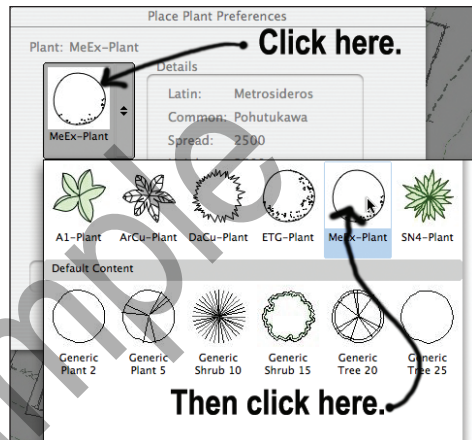 Place Plant Preferences
Plant: MeEx-Plant
Click here.
Details
MeEx-Plant
Latin: Metrosideros
Common: Pohutukawa
Spread: 2500
A1-Plant ArCu-Plant DaCu-Plant ETG-Plant MeEx-Plant SN4-Plant
Default Content
Generic Plant 2
Generic Plant 5
Generic Shrub 10
Generic Shrub 15
Generic Tree 20
Generic Tree 25
Then click here.